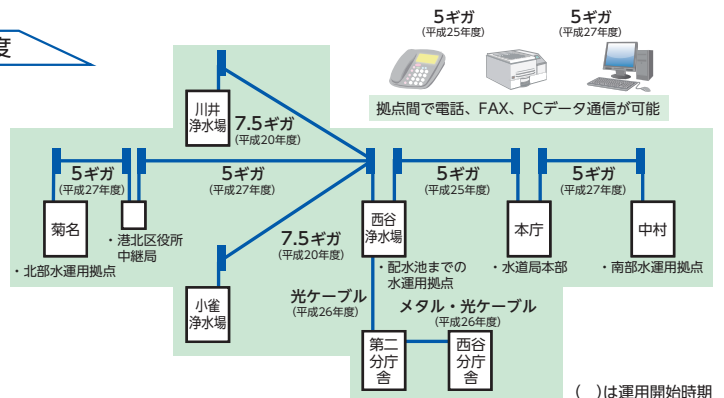 度
5ギガ
(平成25年度)
5ギガ
(平成27年度)
拠点間で電話、FAX、PCデータ通信が可能
川井
浄水場
7.5ギガ
(平成20年度)
5ギガ
(平成27年度)
5ギガ
(平成27年度)
5ギガ
(平成25年度)
5ギガ
(平成27年度)
菊名
・北部水運用拠点
・港北区役所
中継局
7.5ギガ
(平成20年度)
西谷
浄水場
・配水池までの
水運用拠点
本庁
・水道局本部
中村
・南部水運用拠点
小雀
浄水場
光ケーブル
(平成26年度)
メタル・光ケーブル
(平成26年度)
第二
分庁
舎
西谷
分庁
舎
(　)は運用開始時期